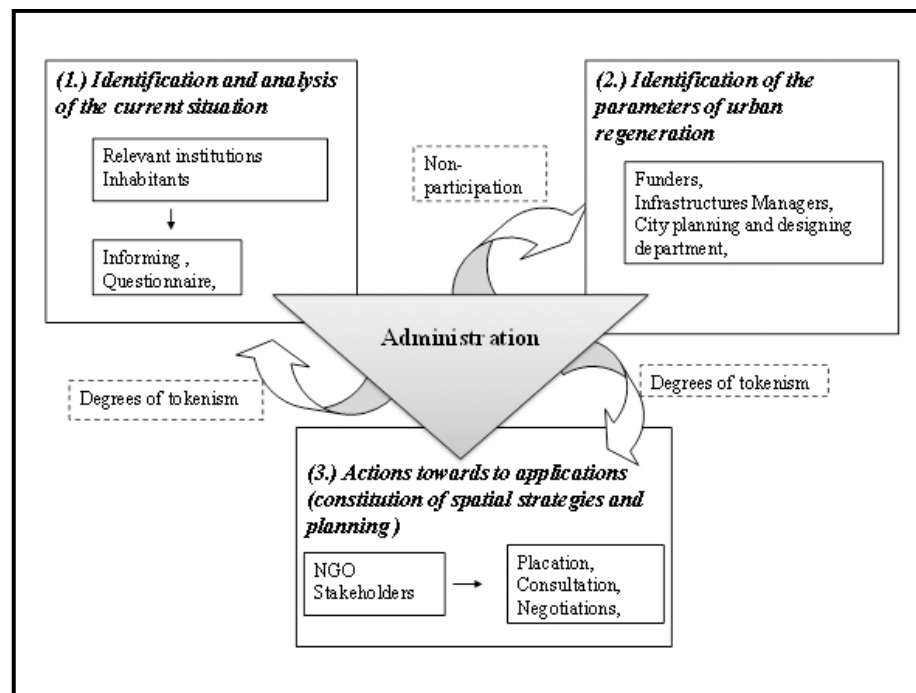 (1.) Identification and analysis
of the current situation
Relevant institutions
Inhabitants
Informing ,
Questionnaire,
Non-
participation
(2.) Identification of the
parameters of urban
regeneration
Funders,
Infrastructures Managers,
City planning and designing
department,
Administration
Degrees of tokenism
Degrees of tokenism
(3.) Actions towards to applications
(constitution of spatial strategies and
planning )
NGO
Stakeholders
Placation,
Consultation,
Negotiations,